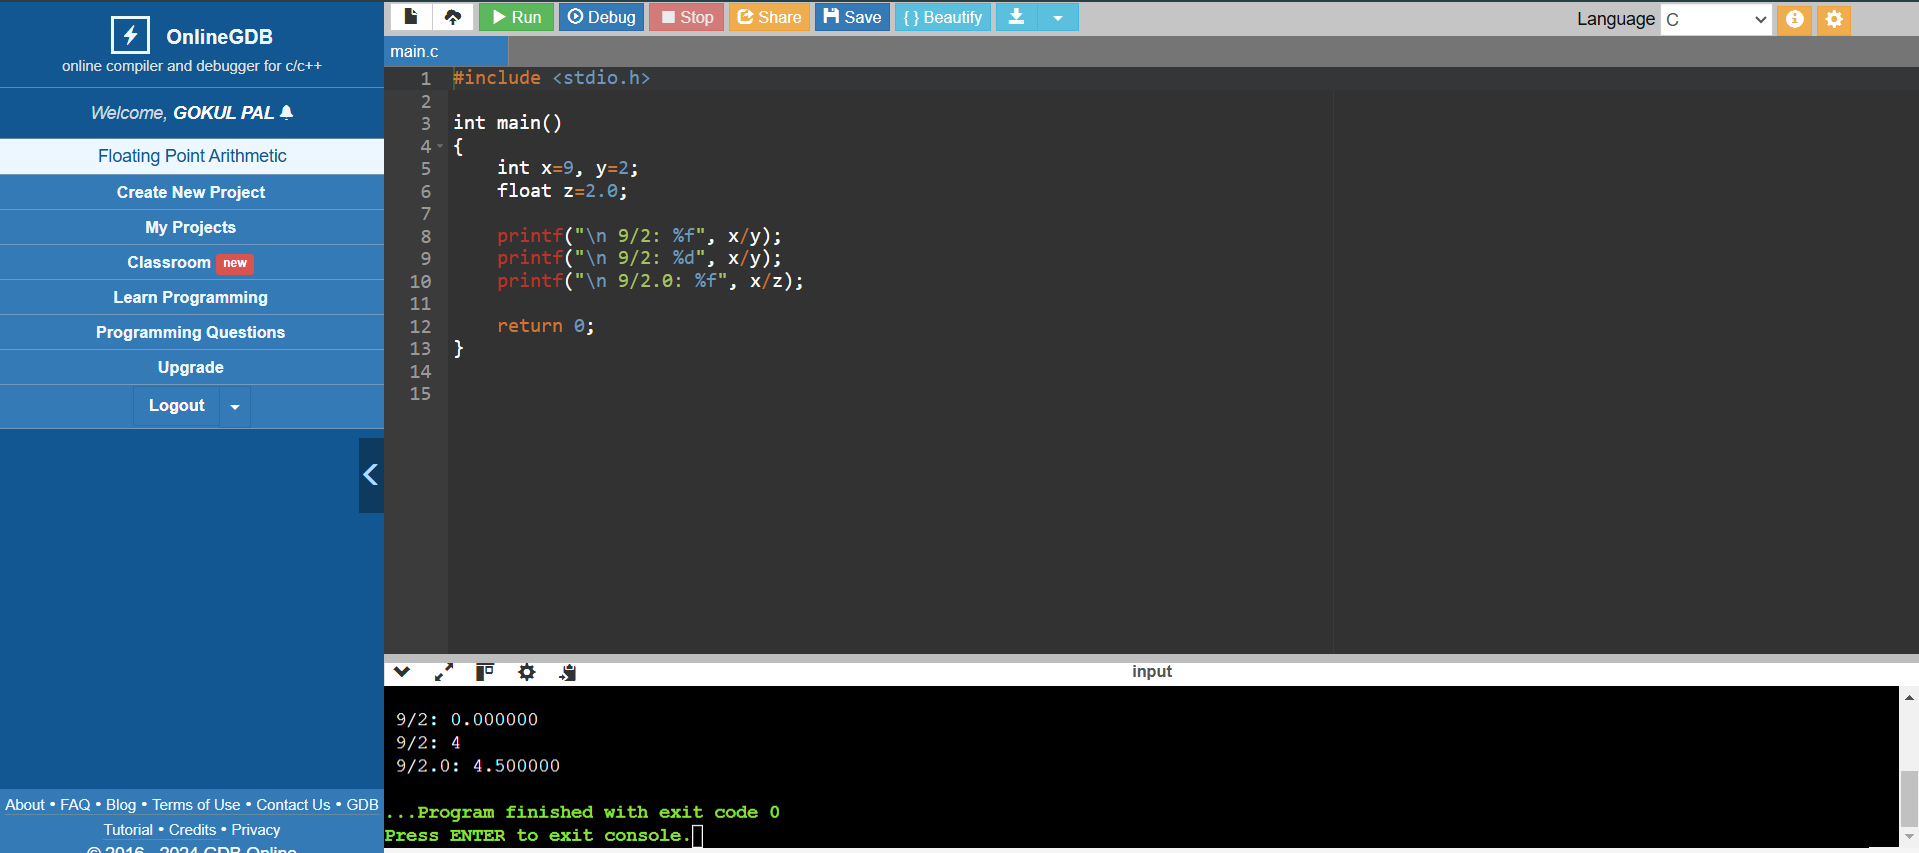 OnlineGDB
online compiler and debugger for c/c++
Welcome, GOKUL PAL
Floating Point Arithmetic
Create New Project
My Projects
Classroom new
Learn Programming
Programming Questions
Upgrade
Logout
About • FAQ • Blog • Terms of Use • Contact Us • GDB
Tutorial • Credits • Privacy
© 2016 - 2024 GDB Online
Run Debug Stop Share Save { } Beautify Language C
main.c
1 #include <stdio.h>
2
3 int main()
4 {
5     int x=9, y=2;
6     float z=2.0;
7
8     printf("\n 9/2: %f", x/y);
9     printf("\n 9/2: %d", x/y);
10     printf("\n 9/2.0: %f", x/z);
11
12     return 0;
13 }
14
15
input
9/2: 0.000000
9/2: 4
9/2.0: 4.500000
...Program finished with exit code 0
Press ENTER to exit console.